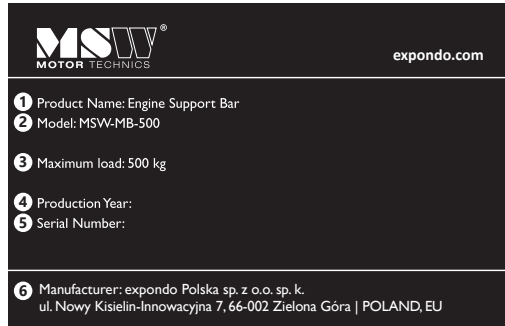 MSW®
MOTOR TECHNICS
expondo.com
1 Product Name: Engine Support Bar
2 Model: MSW-MB-500
3 Maximum load: 500 kg
4 Production Year:
5 Serial Number:
6 Manufacturer: expondo Polska sp. z o.o. sp. k.
ul. Nowy Kisielin-Innowacyjna 7, 66-002 Zielona Góra | POLAND, EU